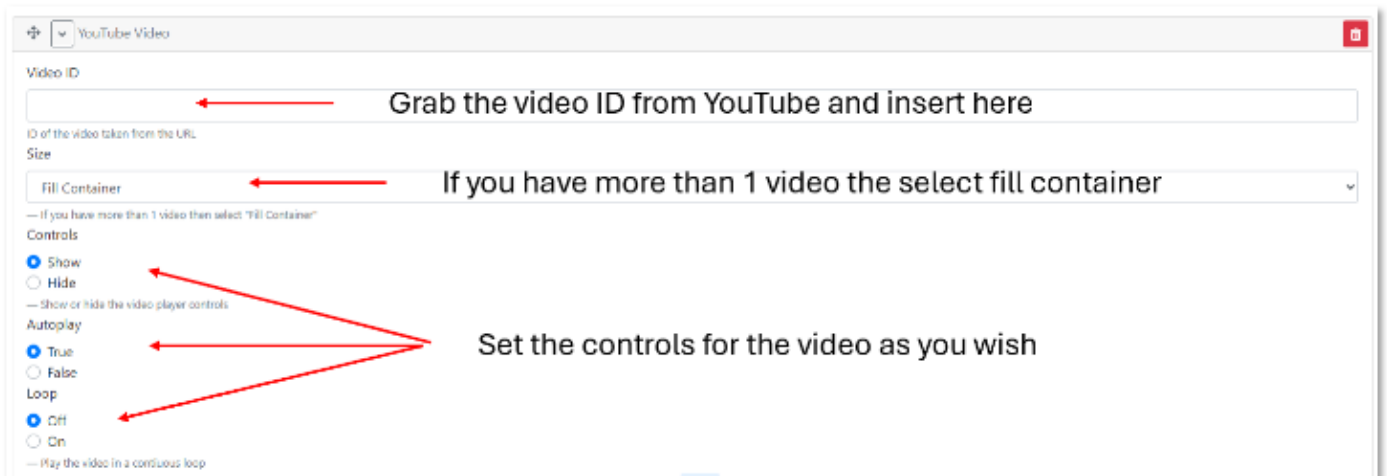 YouTube Video
Video ID
Grab the video ID from YouTube and insert here
ID of the video taken from the URL
Size
Fill Container
If you have more than 1 video the select fill container
— If you have more than 1 video then select "Fill Container"
Controls
Show
Hide
— Show or hide the video player controls
Autoplay
True
Set the controls for the video as you wish
False
Loop
Off
On
— Play the video in a contiuous loop